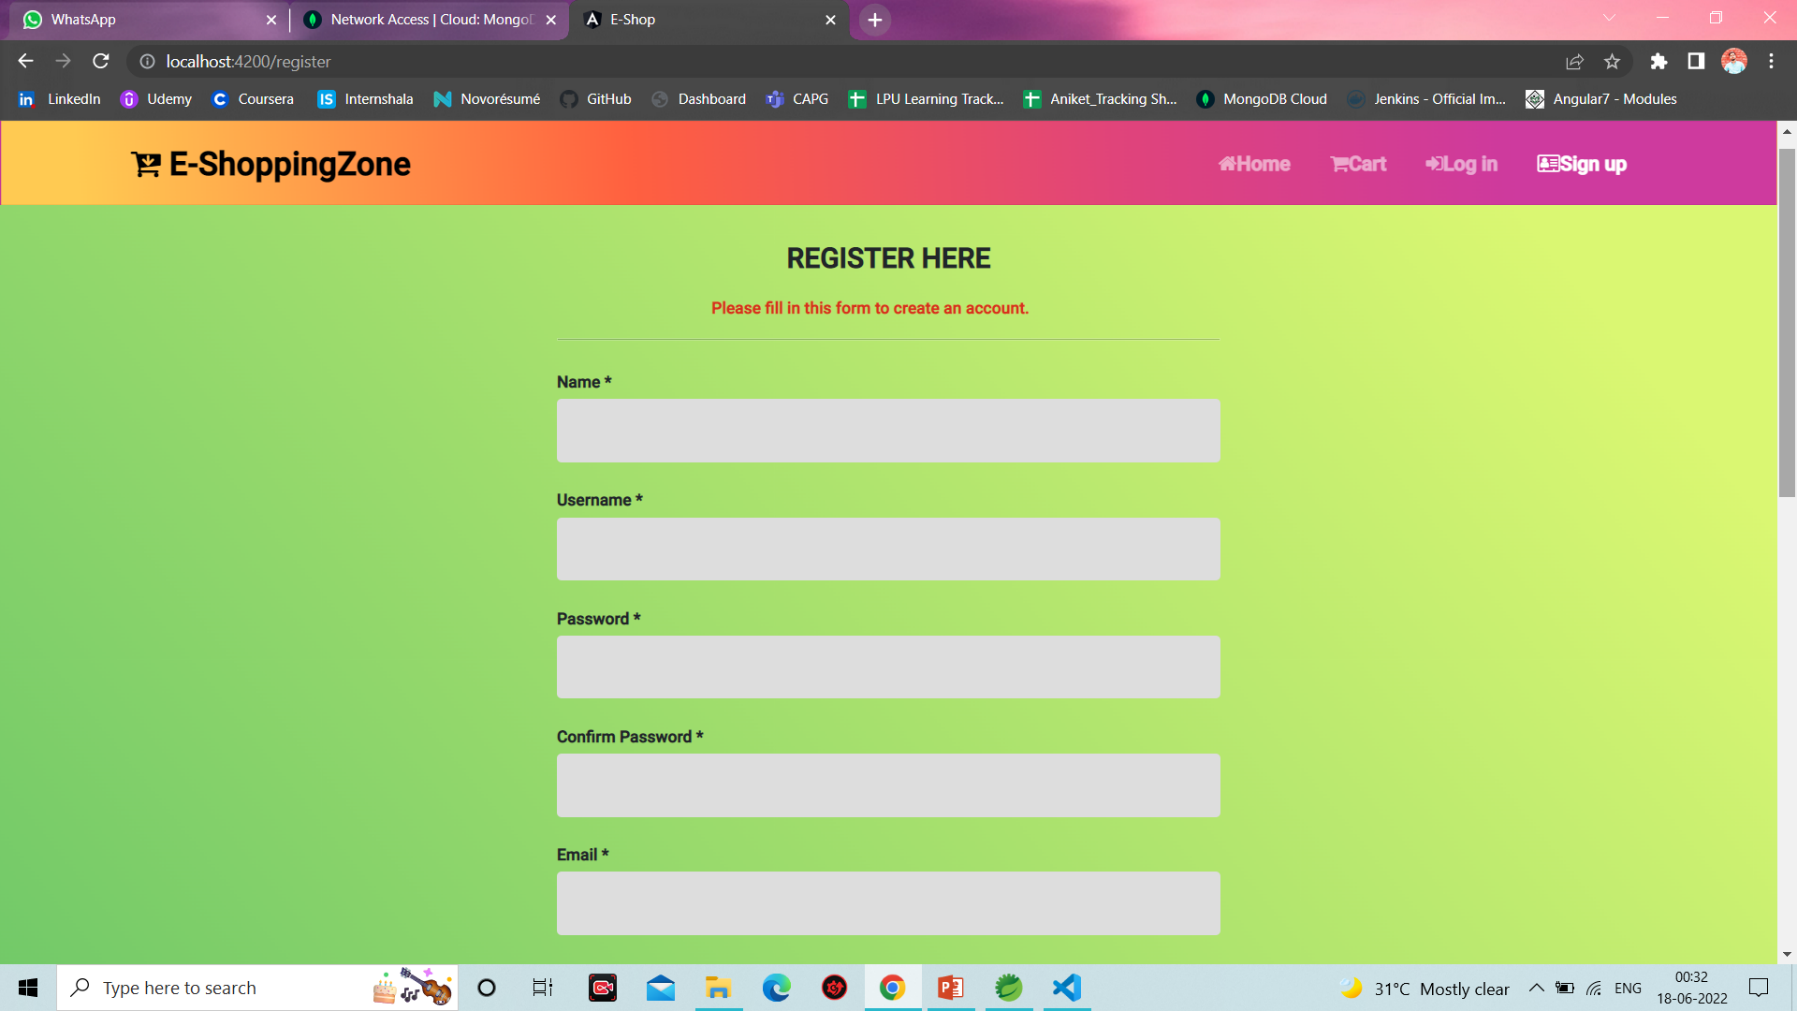 WhatsApp
Network Access | Cloud: MongoD
E-Shop
localhost:4200/register
LinkedIn
Udemy
Coursera
Internshala
Novorésumé
GitHub
Dashboard
CAPG
LPU Learning Track...
Aniket_Tracking Sh...
MongoDB Cloud
Jenkins - Official Im...
Angular7 - Modules
E-ShoppingZone
Home
Cart
Log in
Sign up
REGISTER HERE
Please fill in this form to create an account.
Name *
Username *
Password *
Confirm Password *
Email *
Type here to search
31°C Mostly clear
ENG
00:32
18-06-2022